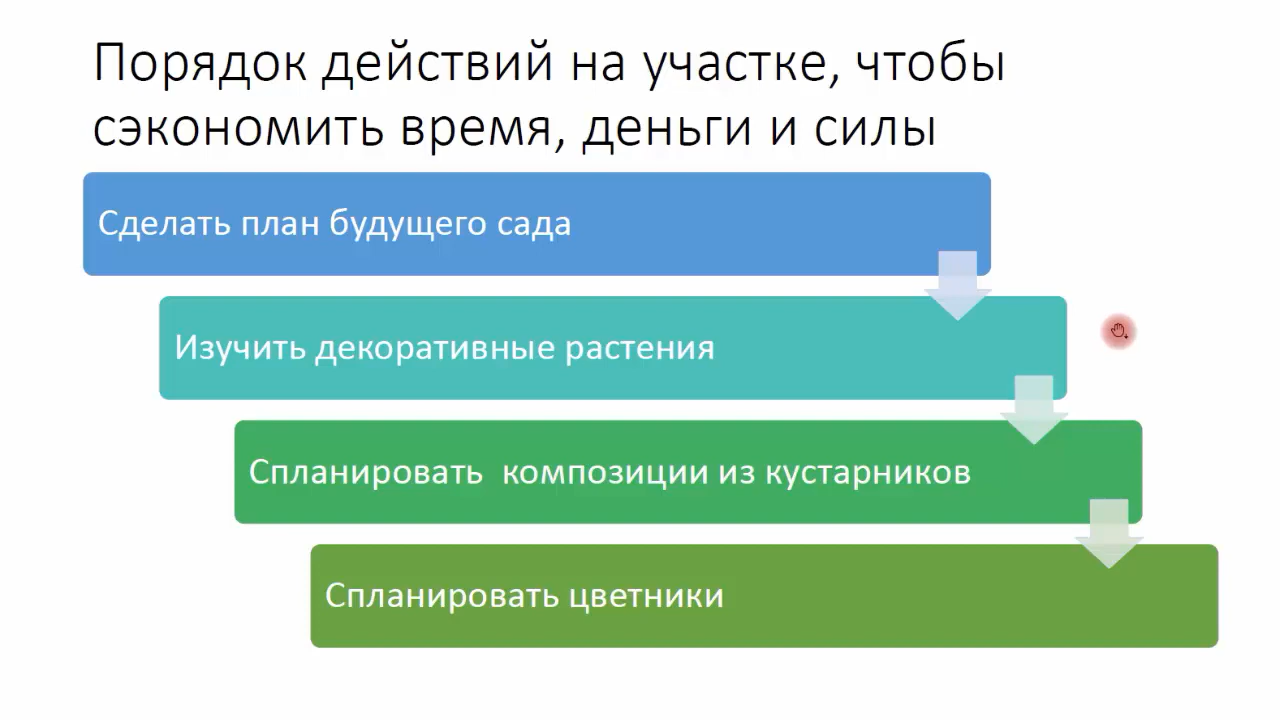 Порядок действий на участке, чтобы
сэкономить время, деньги и силы
Сделать план будущего сада
Изучить декоративные растения
Спланировать  композиции из кустарников
Спланировать цветники